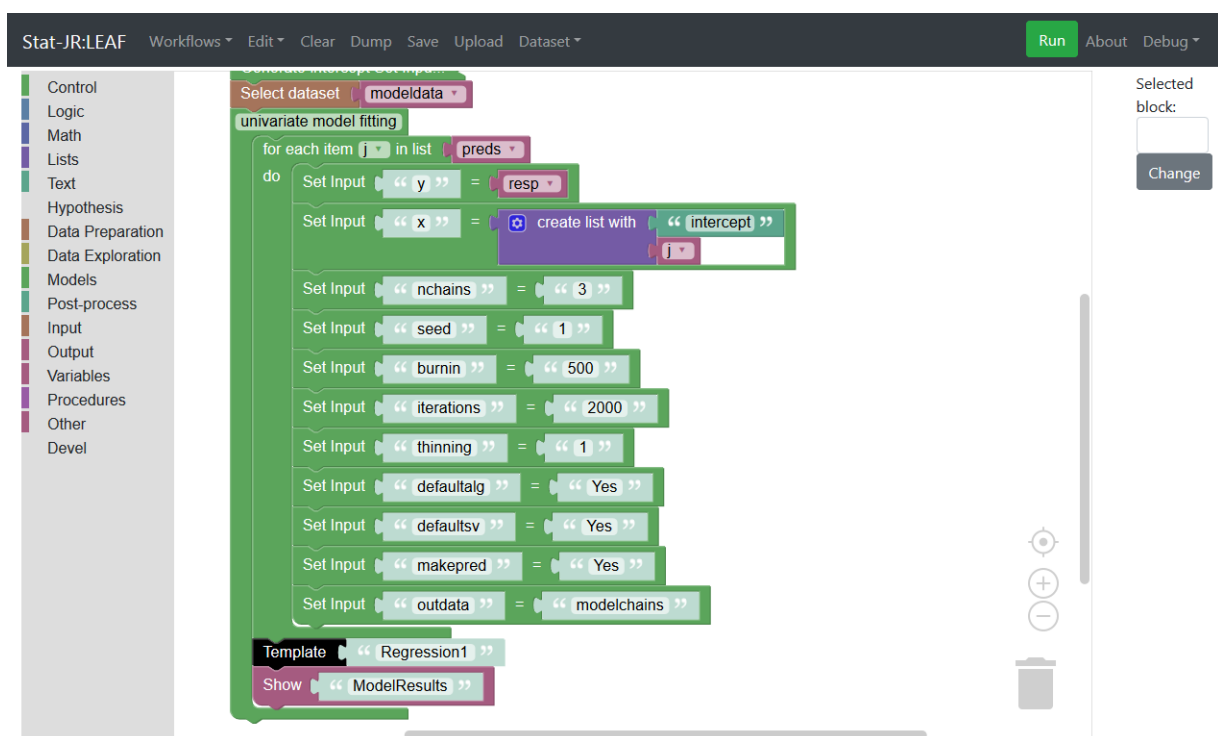 Stat-JR:LEAF Workflows Edit Clear Dump Save Upload Dataset Run About Debug
Control
Logic
Math
Lists
Text
Hypothesis
Data Preparation
Data Exploration
Models
Post-process
Input
Output
Variables
Procedures
Other
Devel
Select dataset modeldata
univariate model fitting
for each item j in list preds
do Set Input “ y ” = resp
Set Input “ x ” = create list with “ intercept ”
j
Set Input “ nchains ” = “ 3 ”
Set Input “ seed ” = “ 1 ”
Set Input “ burnin ” = “ 500 ”
Set Input “ iterations ” = “ 2000 ”
Set Input “ thinning ” = “ 1 ”
Set Input “ defaultalg ” = “ Yes ”
Set Input “ defaultsv ” = “ Yes ”
Set Input “ makepred ” = “ Yes ”
Set Input “ outdata ” = “ modelchains ”
Template “ Regression1 ”
Show “ ModelResults ”
Selected
block:
Change